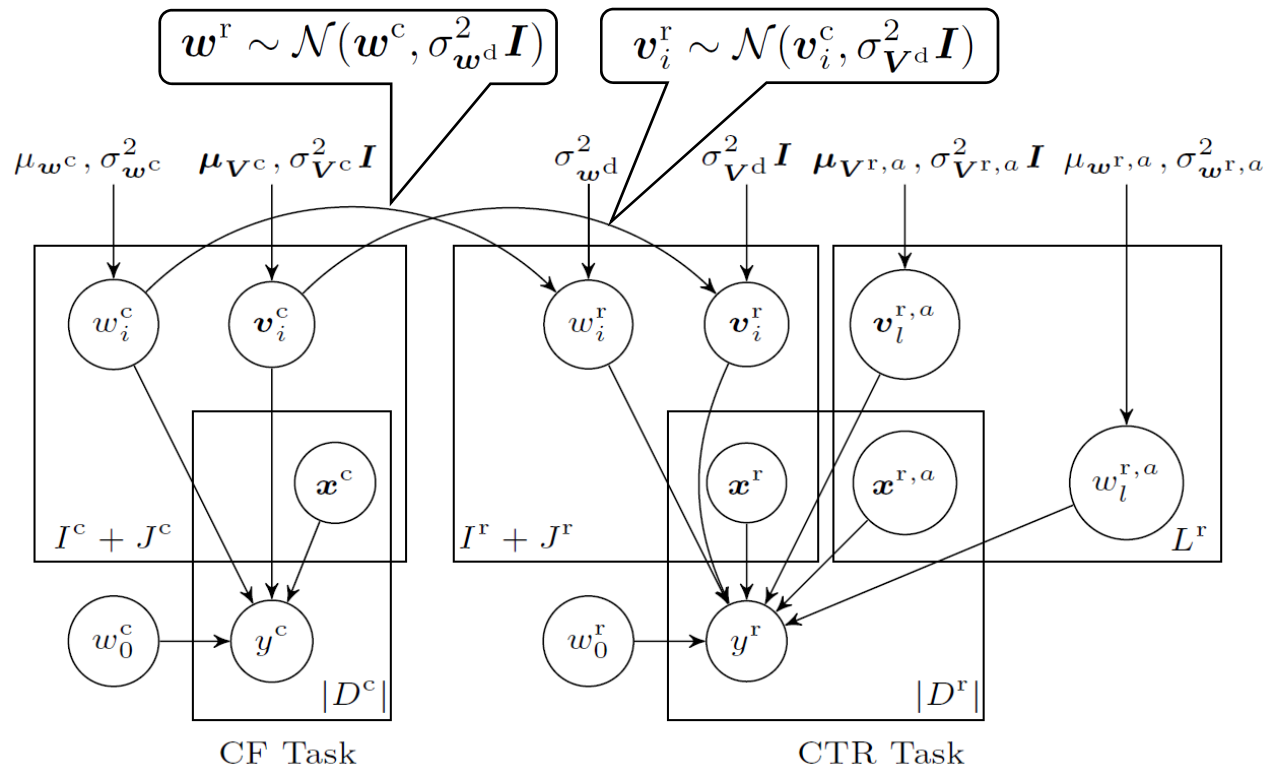 𝒘^r ∼ 𝒩(𝒘^c, σ²_{𝒘^d} 𝑰)
𝒗_i^r ∼ 𝒩(𝒗_i^c, σ²_{𝑽^d} 𝑰)
μ_{𝒘^c}, σ²_{𝒘^c}
𝝁_{𝑽^c}, σ²_{𝑽^c} 𝑰
σ²_{𝒘^d}
σ²_{𝑽^d} 𝑰
𝝁_{𝑽^{r,a}}, σ²_{𝑽^{r,a}} 𝑰
μ_{𝒘^{r,a}}, σ²_{𝒘^{r,a}}
w_i^c
𝒗_i^c
w_i^r
𝒗_i^r
𝒗_l^{r,a}
𝒙^c
𝒙^r
𝒙^{r,a}
w_l^{r,a}
I^c + J^c
I^r + J^r
L^r
w_0^c
y^c
w_0^r
y^r
|D^c|
|D^r|
CF Task
CTR Task